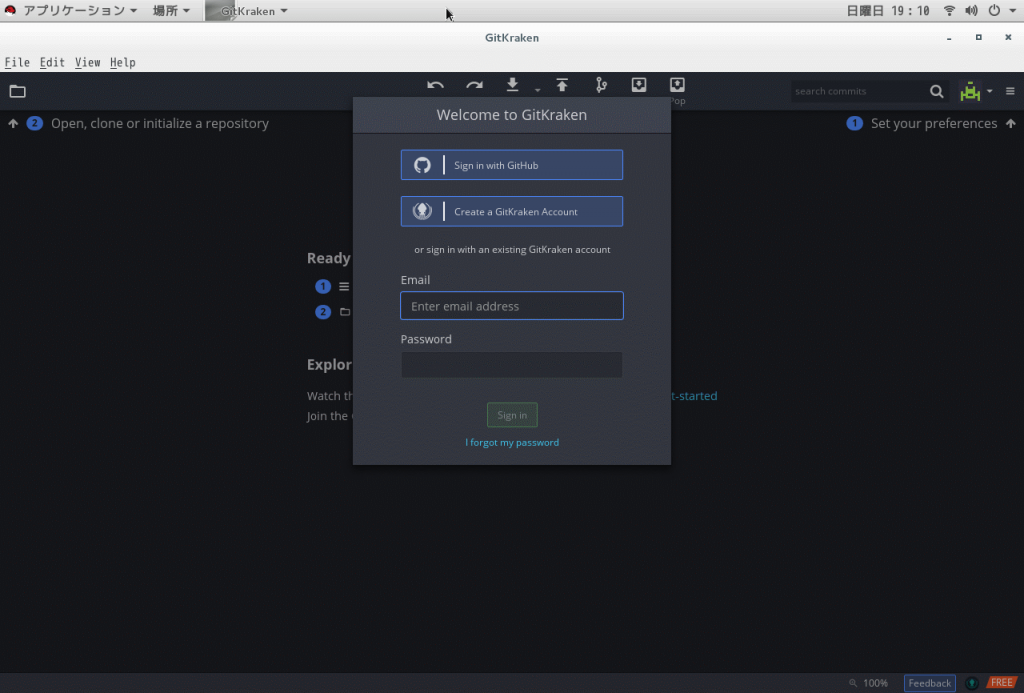 アプリケーション 場所 GitKraken 日曜日 19:10
GitKraken
File Edit View Help
search commits
Pop
2 Open, clone or initialize a repository
1 Set your preferences
Welcome to GitKraken
Sign in with GitHub
Create a GitKraken Account
or sign in with an existing GitKraken account
Email
Enter email address
Password
Sign in
I forgot my password
Ready
1
2
Explor
Watch th
t-started
Join the
100% Feedback FREE